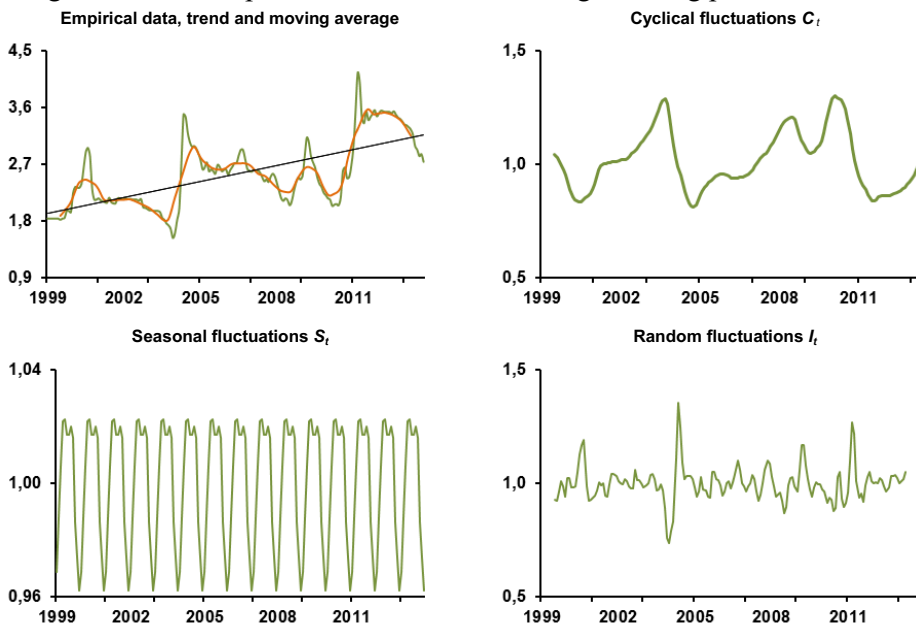 Empirical data, trend and moving average
4,5
3,6
2,7
1,8
0,9
1999 2002 2005 2008 2011
Cyclical fluctuations C t
1,5
1,0
0,5
1999 2002 2005 2008 2011
Seasonal fluctuations St
1,04
1,00
0,96
1999 2002 2005 2008 2011
Random fluctuations It
1,5
1,0
0,5
1999 2002 2005 2008 2011